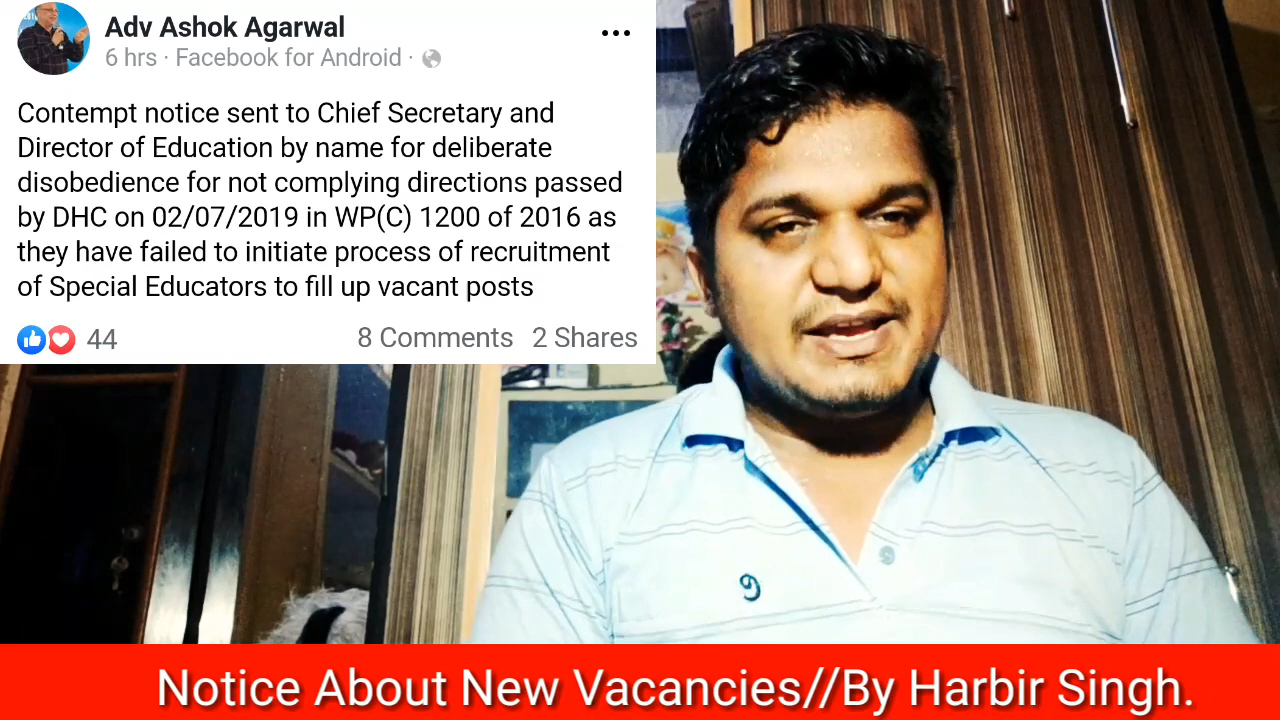 Adv Ashok Agarwal
6 hrs · Facebook for Android ·
Contempt notice sent to Chief Secretary and
Director of Education by name for deliberate
disobedience for not complying directions passed
by DHC on 02/07/2019 in WP(C) 1200 of 2016 as
they have failed to initiate process of recruitment
of Special Educators to fill up vacant posts
44 8 Comments 2 Shares
Notice About New Vacancies//By Harbir Singh.